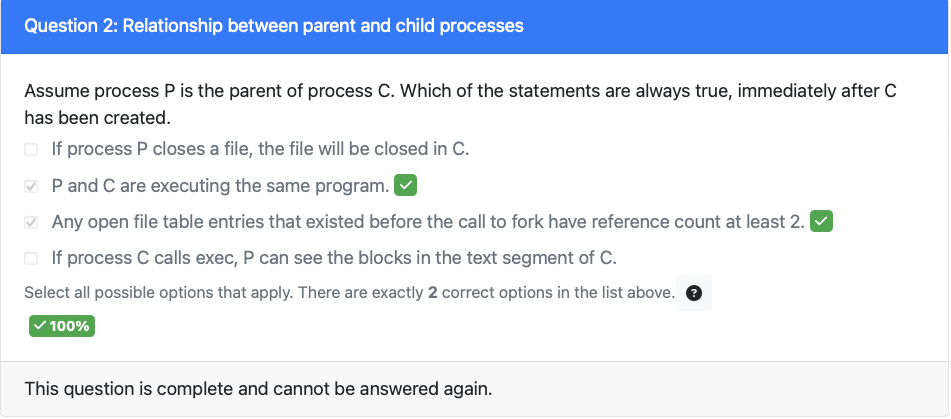 Question 2: Relationship between parent and child processes
Assume process P is the parent of process C. Which of the statements are always true, immediately after C
has been created.
If process P closes a file, the file will be closed in C.
P and C are executing the same program.
Any open file table entries that existed before the call to fork have reference count at least 2.
If process C calls exec, P can see the blocks in the text segment of C.
Select all possible options that apply. There are exactly 2 correct options in the list above. ?
100%
This question is complete and cannot be answered again.